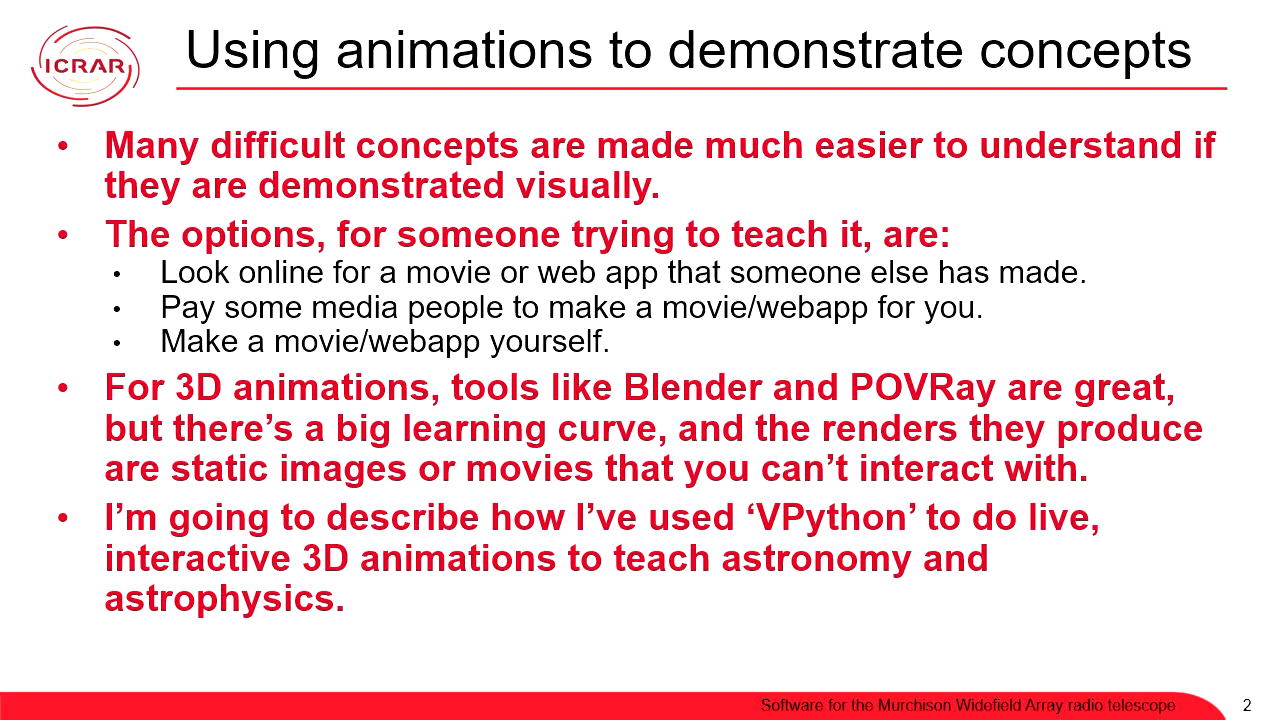 ICRAR
Using animations to demonstrate concepts
• Many difficult concepts are made much easier to understand if
they are demonstrated visually.
• The options, for someone trying to teach it, are:
• Look online for a movie or web app that someone else has made.
• Pay some media people to make a movie/webapp for you.
• Make a movie/webapp yourself.
• For 3D animations, tools like Blender and POVRay are great,
but there’s a big learning curve, and the renders they produce
are static images or movies that you can’t interact with.
• I’m going to describe how I’ve used ‘VPython’ to do live,
interactive 3D animations to teach astronomy and
astrophysics.
Software for the Murchison Widefield Array radio telescope 2